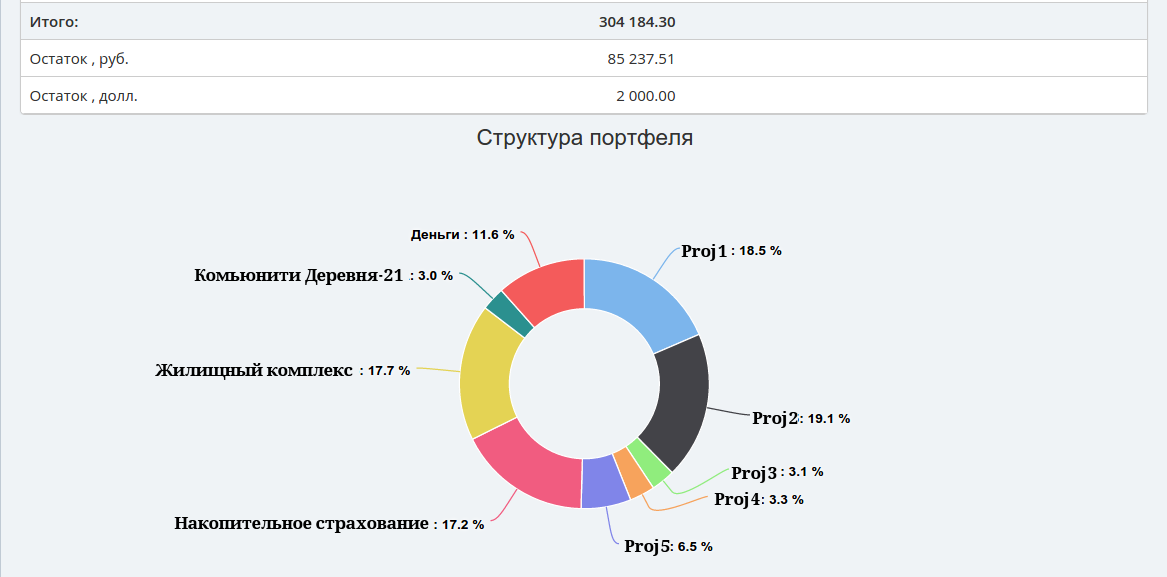 Итого: 304 184.30
Остаток , руб. 85 237.51
Остаток , долл. 2 000.00
Структура портфеля
Деньги : 11.6 %
Proj1 : 18.5 %
Комьюнити Деревня-21 : 3.0 %
Жилищный комплекс : 17.7 %
Proj2: 19.1 %
Proj3 : 3.1 %
Proj4: 3.3 %
Накопительное страхование : 17.2 %
Proj5: 6.5 %